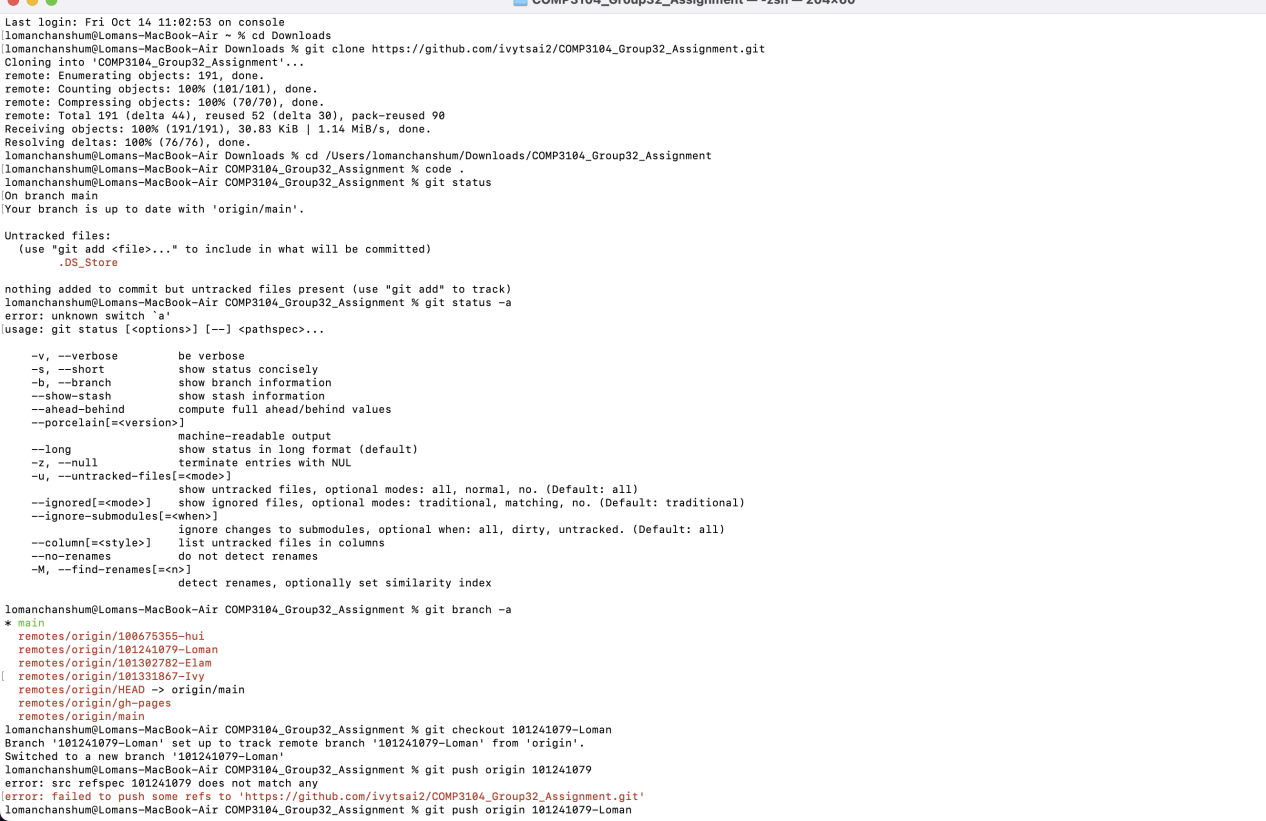 COMP3104_Group32_Assignment — -zsh — 204×60
Last login: Fri Oct 14 11:02:53 on console
[lomanchanshum@Lomans-MacBook-Air ~ % cd Downloads
[lomanchanshum@Lomans-MacBook-Air Downloads % git clone https://github.com/ivytsai2/COMP3104_Group32_Assignment.git
Cloning into 'COMP3104_Group32_Assignment'...
remote: Enumerating objects: 191, done.
remote: Counting objects: 100% (101/101), done.
remote: Compressing objects: 100% (70/70), done.
remote: Total 191 (delta 44), reused 52 (delta 30), pack-reused 90
Receiving objects: 100% (191/191), 30.83 KiB | 1.14 MiB/s, done.
Resolving deltas: 100% (76/76), done.
lomanchanshum@Lomans-MacBook-Air Downloads % cd /Users/lomanchanshum/Downloads/COMP3104_Group32_Assignment
[lomanchanshum@Lomans-MacBook-Air COMP3104_Group32_Assignment % code .
lomanchanshum@Lomans-MacBook-Air COMP3104_Group32_Assignment % git status
[On branch main
[Your branch is up to date with 'origin/main'.
Untracked files:
(use "git add <file>..." to include in what will be committed)
.DS_Store
nothing added to commit but untracked files present (use "git add" to track)
lomanchanshum@Lomans-MacBook-Air COMP3104_Group32_Assignment % git status -a
error: unknown switch `a'
[usage: git status [<options>] [--] <pathspec>...
-v, --verbose be verbose
-s, --short show status concisely
-b, --branch show branch information
--show-stash show stash information
--ahead-behind compute full ahead/behind values
--porcelain[=<version>]
machine-readable output
--long show status in long format (default)
-z, --null terminate entries with NUL
-u, --untracked-files[=<mode>]
show untracked files, optional modes: all, normal, no. (Default: all)
--ignored[=<mode>] show ignored files, optional modes: traditional, matching, no. (Default: traditional)
--ignore-submodules[=<when>]
ignore changes to submodules, optional when: all, dirty, untracked. (Default: all)
--column[=<style>] list untracked files in columns
--no-renames do not detect renames
-M, --find-renames[=<n>]
detect renames, optionally set similarity index
lomanchanshum@Lomans-MacBook-Air COMP3104_Group32_Assignment % git branch -a
* main
remotes/origin/100675355-hui
remotes/origin/101241079-Loman
remotes/origin/101302782-Elam
[ remotes/origin/101331867-Ivy
remotes/origin/HEAD -> origin/main
remotes/origin/gh-pages
remotes/origin/main
lomanchanshum@Lomans-MacBook-Air COMP3104_Group32_Assignment % git checkout 101241079-Loman
Branch '101241079-Loman' set up to track remote branch '101241079-Loman' from 'origin'.
Switched to a new branch '101241079-Loman'
lomanchanshum@Lomans-MacBook-Air COMP3104_Group32_Assignment % git push origin 101241079
error: src refspec 101241079 does not match any
[error: failed to push some refs to 'https://github.com/ivytsai2/COMP3104_Group32_Assignment.git'
lomanchanshum@Lomans-MacBook-Air COMP3104_Group32_Assignment % git push origin 101241079-Loman